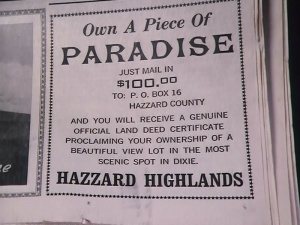 Own A Piece Of
PARADISE
JUST MAIL IN
$100.00
TO: P. O. BOX 16
HAZZARD COUNTY
AND YOU WILL RECEIVE A GENUINE
OFFICIAL LAND DEED CERTIFICATE
PROCLAIMING YOUR OWNERSHIP OF A
BEAUTIFUL VIEW LOT IN THE MOST
SCENIC SPOT IN DIXIE.
HAZZARD HIGHLANDS